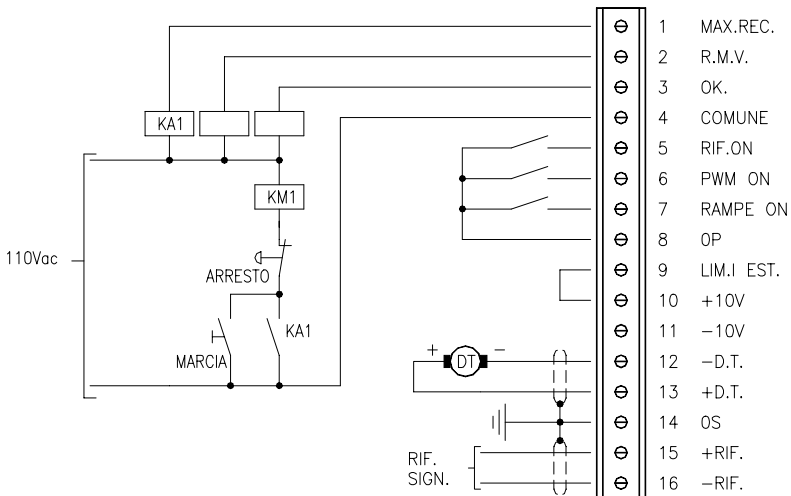 1 MAX.REC.
2 R.M.V.
3 OK.
4 COMUNE
5 RIF.ON
6 PWM ON
7 RAMPE ON
8 0P
9 LIM.I EST.
10 +10V
11 −10V
12 −D.T.
13 +D.T.
14 0S
15 +RIF.
16 −RIF.
KA1
KM1
110Vac
ARRESTO
KA1
MARCIA
+ DT −
RIF.
SIGN.